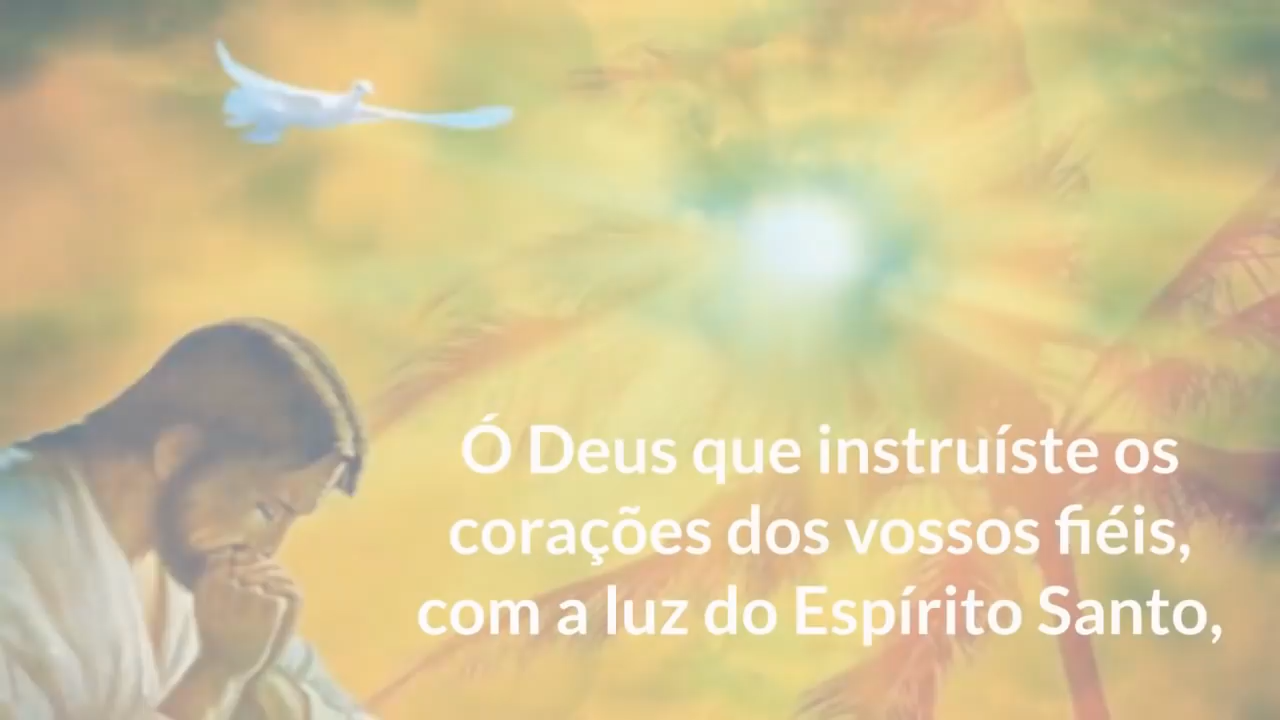 Ó Deus que instruíste os
corações dos vossos fiéis,
com a luz do Espírito Santo,